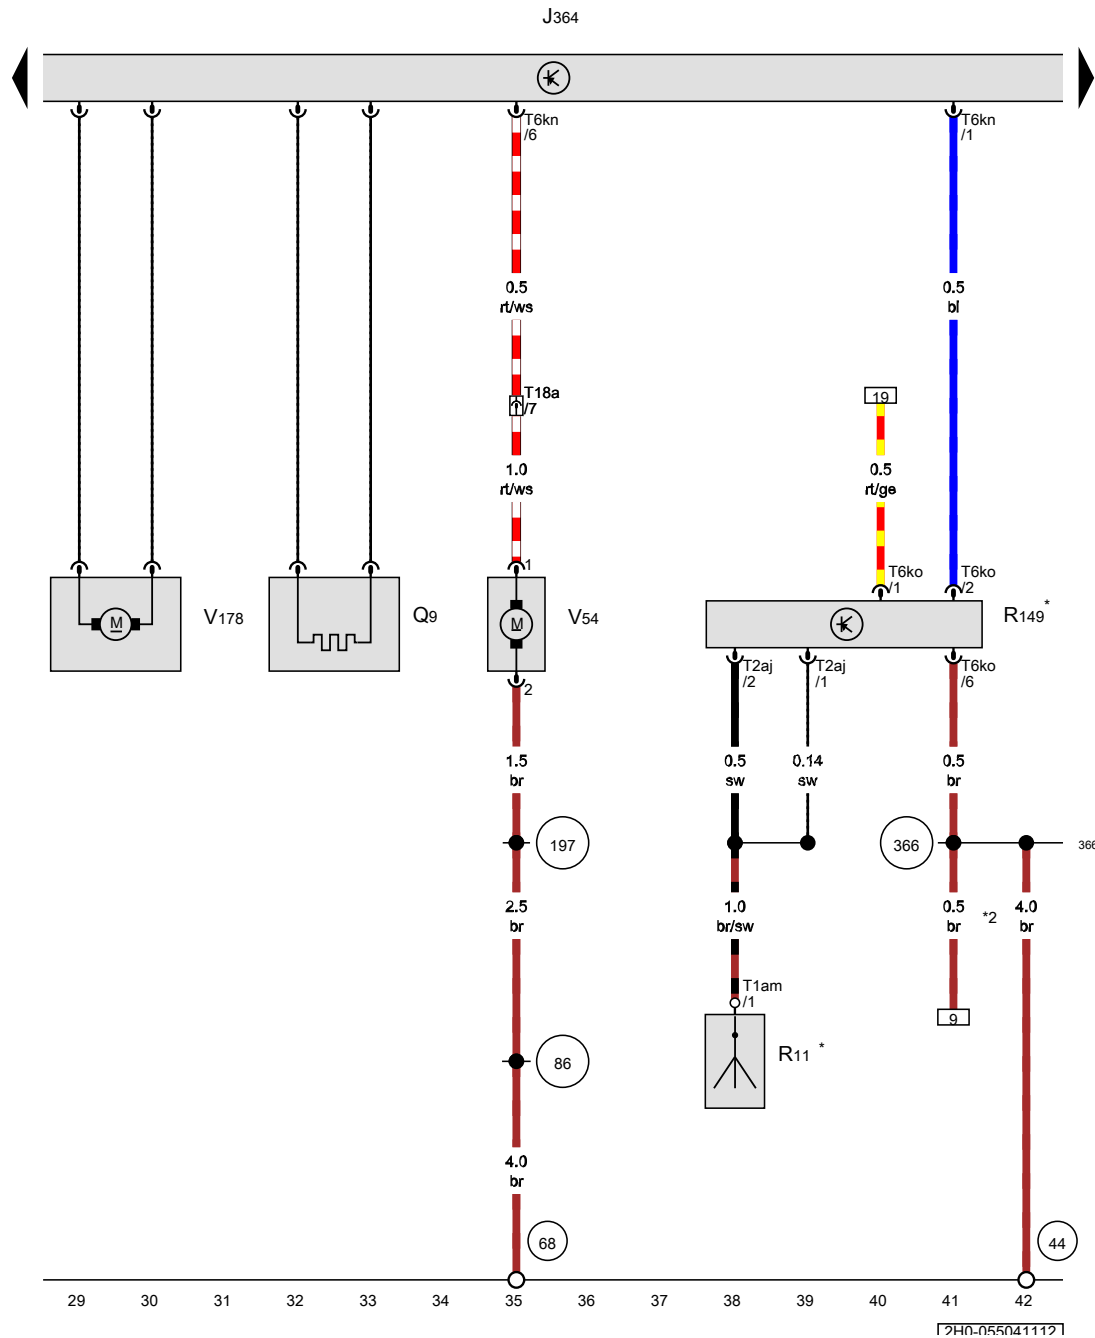 J364
T6kn
/6
T6kn
/1
0.5
rt/ws
0.5
bl
T18a
/7
19
1.0
rt/ws
0.5
rt/ge
1
T6ko
/1
T6ko
/2
M
V178
Q9
M
V54
R149*
2
T2aj
/2
T2aj
/1
T6ko
/6
1.5
br
0.5
sw
0.14
sw
0.5
br
197
366
366
2.5
br
1.0
br/sw
0.5
br
*2
4.0
br
T1am
/1
9
86
R11 *
4.0
br
68
44
29 30 31 32 33 34 35 36 37 38 39 40 41 42
2H0-055041112